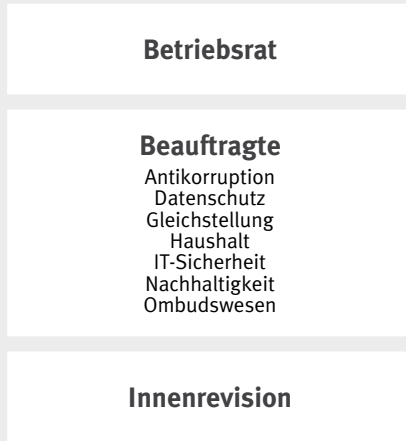 Betriebsrat
Beauftragte
Antikorruption
Datenschutz
Gleichstellung
Haushalt
IT-Sicherheit
Nachhaltigkeit
Ombudswesen
Innenrevision